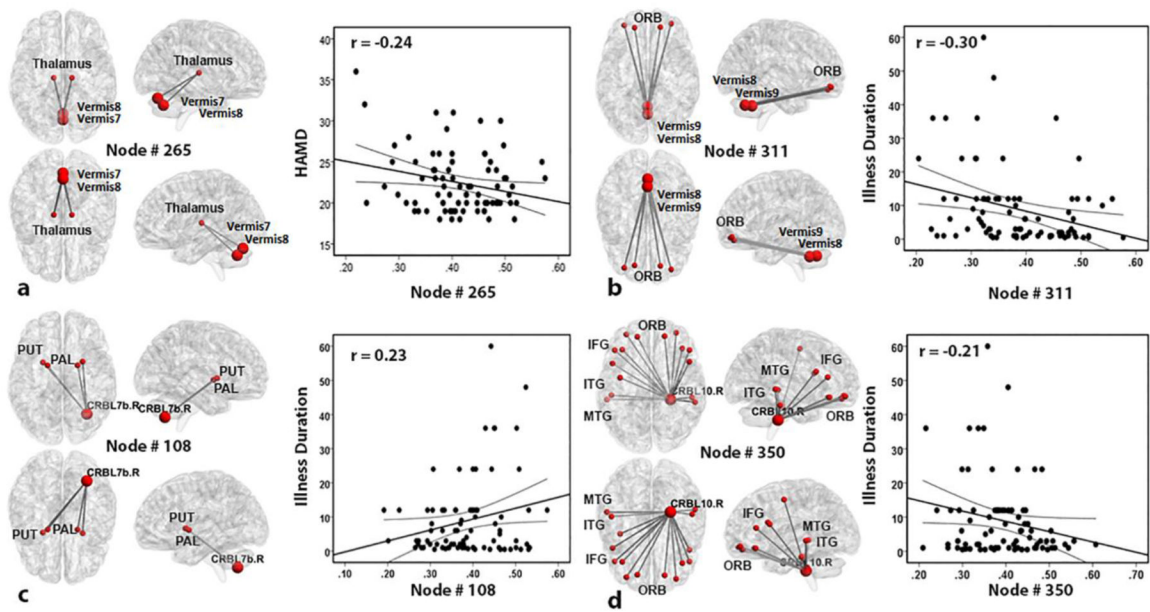 Thalamus
Vermis8
Vermis7
Thalamus
Vermis7
Vermis8
Node # 265
Vermis7
Vermis8
Thalamus
Thalamus
Vermis7
Vermis8
a
r = -0.24
HAMD
40
35
30
25
20
15
.20
.30
.40
.50
.60
Node # 265
ORB
Vermis9
Vermis8
Vermis8
Vermis9
ORB
Node # 311
Vermis8
Vermis9
ORB
ORB
Vermis9
Vermis8
b
r = -0.30
Illness Duration
60
50
40
30
20
10
0
.20
.30
.40
.50
.60
Node # 311
PUT
PAL
CRBL7b.R
PUT
PAL
CRBL7b.R
Node # 108
CRBL7b.R
PUT
PAL
PUT
PAL
CRBL7b.R
c
r = 0.23
Illness Duration
60
50
40
30
20
10
0
.10
.20
.30
.40
.50
.60
Node # 108
ORB
IFG
ITG
MTG
CRBL10.R
IFG
MTG
ITG
CRBL10.R
ORB
Node # 350
MTG
ITG
IFG
ORB
CRBL10.R
IFG
MTG
ITG
ORB
CRBL10.R
d
r = -0.21
Illness Duration
60
50
40
30
20
10
0
.20
.30
.40
.50
.60
.70
Node # 350